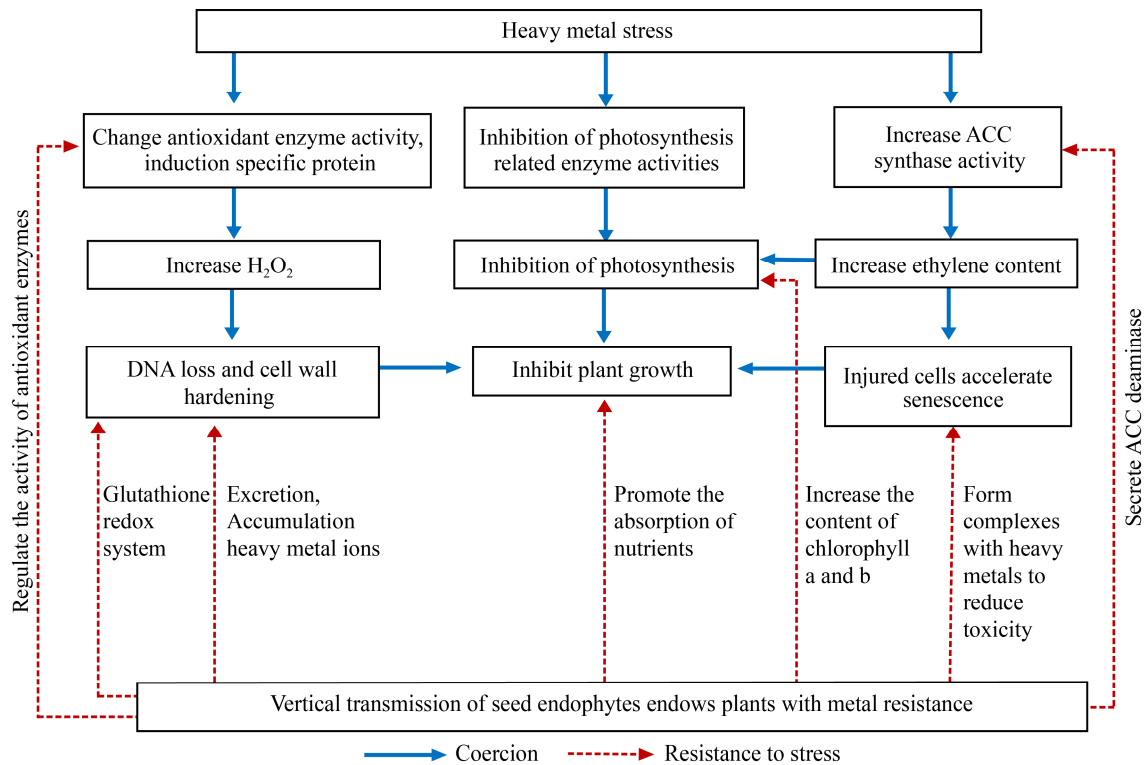 Heavy metal stress
Change antioxidant enzyme activity,
induction specific protein
Inhibition of photosynthesis
related enzyme activities
Increase ACC
synthase activity
Increase H₂O₂
Inhibition of photosynthesis
Increase ethylene content
DNA loss and cell wall
hardening
Inhibit plant growth
Injured cells accelerate
senescence
Regulate the activity of antioxidant enzymes
Glutathione
redox
system
Excretion,
Accumulation
heavy metal ions
Promote the
absorption of
nutrients
Increase the
content of
chlorophyll
a and b
Form
complexes
with heavy
metals to
reduce
toxicity
Secrete ACC deaminase
Vertical transmission of seed endophytes endows plants with metal resistance
Coercion
Resistance to stress